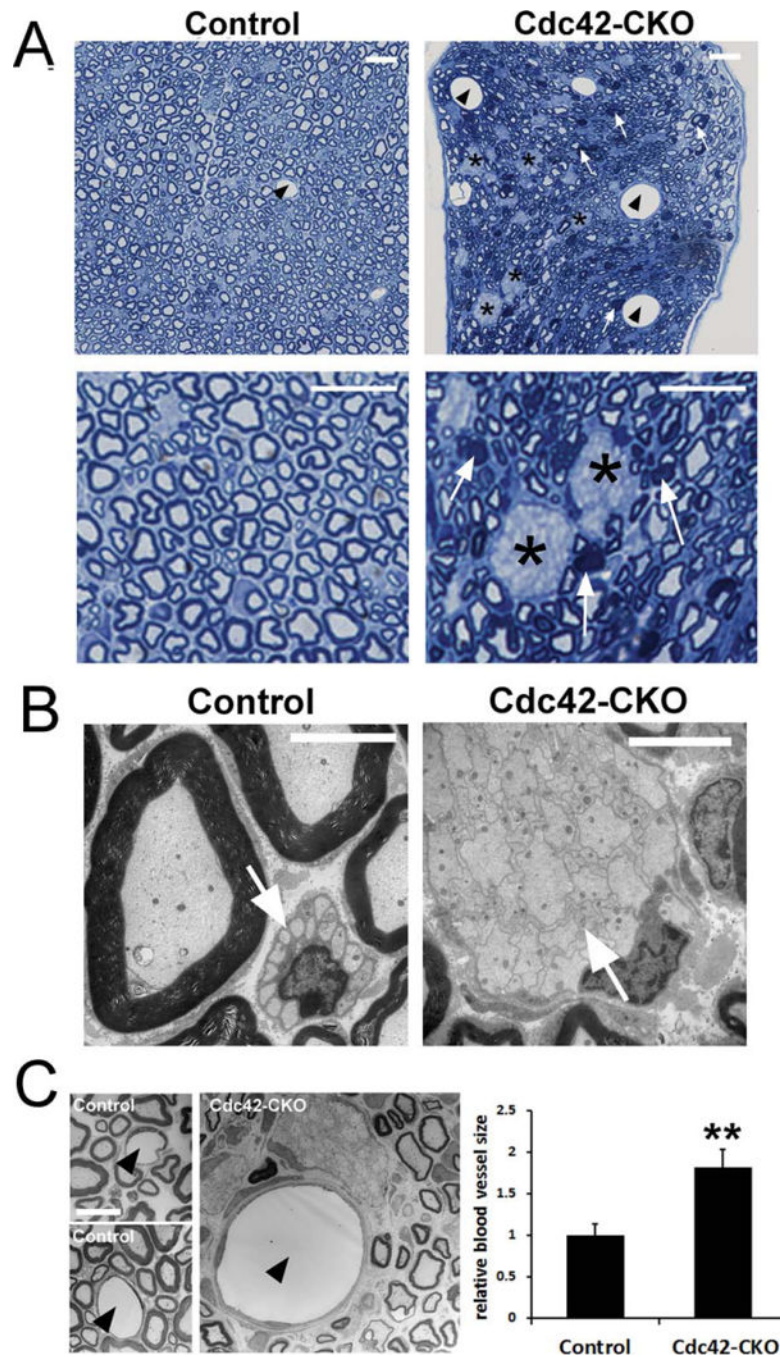 A
Control
Cdc42-CKO
*
*
*
*
*
*
*
B
Control
Cdc42-CKO
C
Control
Control
Cdc42-CKO
relative blood vessel size
2.5
2
1.5
1
0.5
0
**
Control
Cdc42-CKO